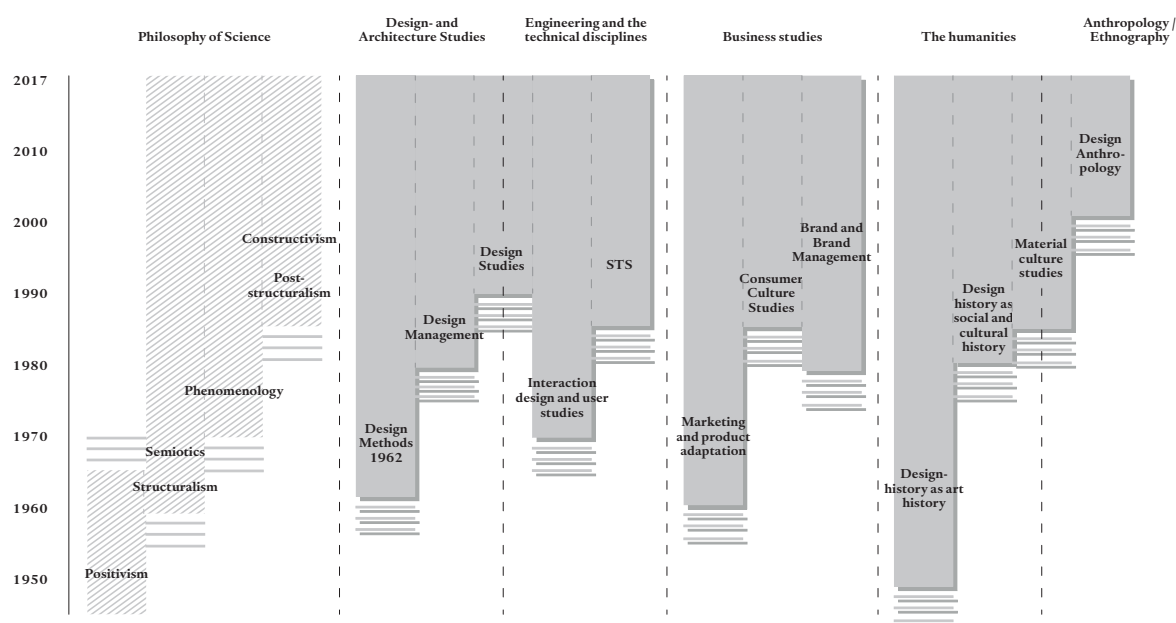 Design- and
Architecture Studies
Engineering and the
technical disciplines
Anthropology /
Ethnography
Philosophy of Science
Business studies
The humanities
2017
2010
2000
1990
1980
1970
1960
1950
Constructivism
Post-
structuralism
Phenomenology
Semiotics
Structuralism
Positivism
Design
Methods
1962
Design
Management
Design
Studies
Interaction
design and user
studies
STS
Marketing
and product
adaptation
Consumer
Culture
Studies
Brand and
Brand
Management
Design-
history as art
history
Design
history as
social and
cultural
history
Material
culture
studies
Design
Anthro-
pology